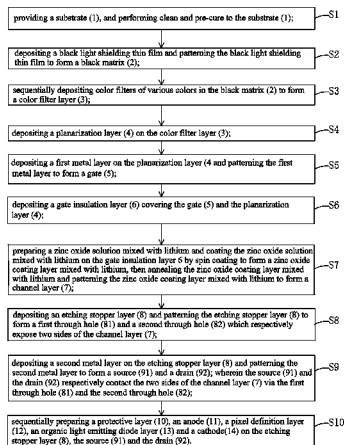 providing a substrate (1), and performing clean and pre-cure to the substrate (1);
S1
depositing a black light shielding thin film and patterning the black light shielding
thin film to form a black matrix (2);
S2
sequentially depositing color filters of various colors in the black matrix (2) to form
a color filter layer (3);
S3
depositing a planarization layer (4) on the color filter layer (3);
S4
depositing a first metal layer on the planarization layer (4 and patterning the first
metal layer to form a gate (5);
S5
depositing a gate insulation layer (6) covering the gate (5) and the planarization
layer (4);
S6
preparing a zinc oxide solution mixed with lithium and coating the zinc oxide solution
mixed with lithium on the gate insulation layer 6 by spin coating to form a zinc oxide
coating layer mixed with lithium, then annealing the zinc oxide coating layer mixed
with lithium and patterning the zinc oxide coating layer mixed with lithium to form a
channel layer (7);
S7
depositing an etching stopper layer (8) and patterning the etching stopper layer (8) to
form a first through hole (81) and a second through hole (82) which respectively
expose two sides of the channel layer (7);
S8
depositing a second metal layer on the etching stopper layer (8) and patterning the
second metal layer to form a source (91) and a drain (92); wherein the source (91) and
the drain (92) respectively contact the two sides of the channel layer (7) via the first
through hole (81) and the second through hole (82);
S9
sequentially preparing a protective layer (10), an anode (11), a pixel definition layer
(12), an organic light emitting diode layer (13) and a cathode(14) on the etching
stopper layer (8), the source (91) and the drain (92).
S10